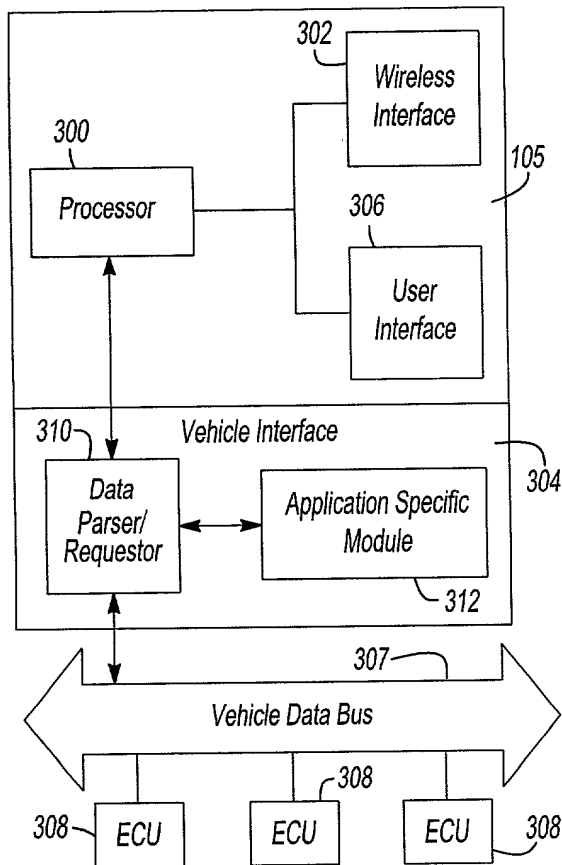 302
Wireless
Interface
300
Processor
105
306
User
Interface
Vehicle Interface
310
304
Data
Parser/
Requestor
Application Specific
Module
312
307
Vehicle Data Bus
308
ECU
308
ECU
ECU
308